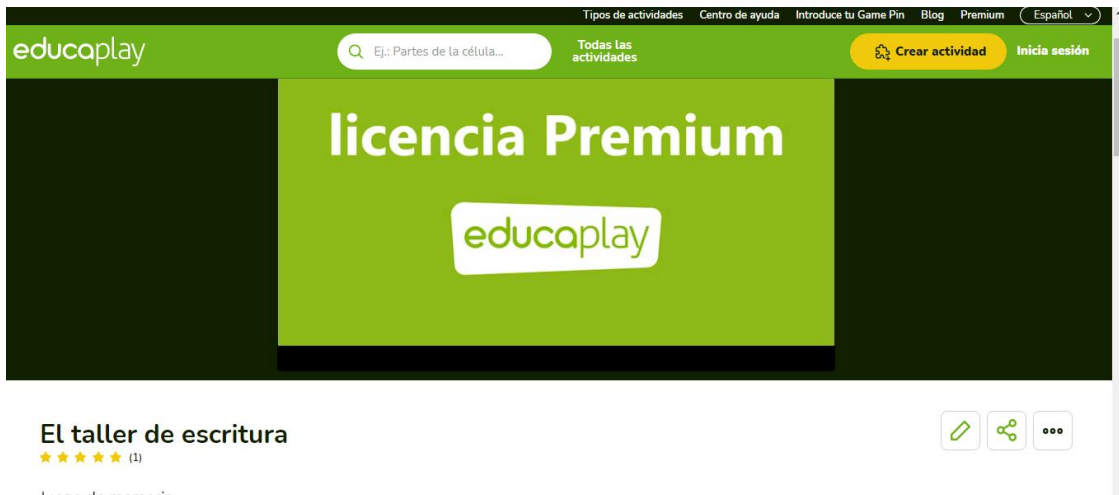 Tipos de actividades Centro de ayuda Introduce tu Game Pin Blog Premium Español
educaplay Ej.: Partes de la célula... Todas las actividades Crear actividad Inicia sesión
licencia Premium
educaplay
El taller de escritura
(1)